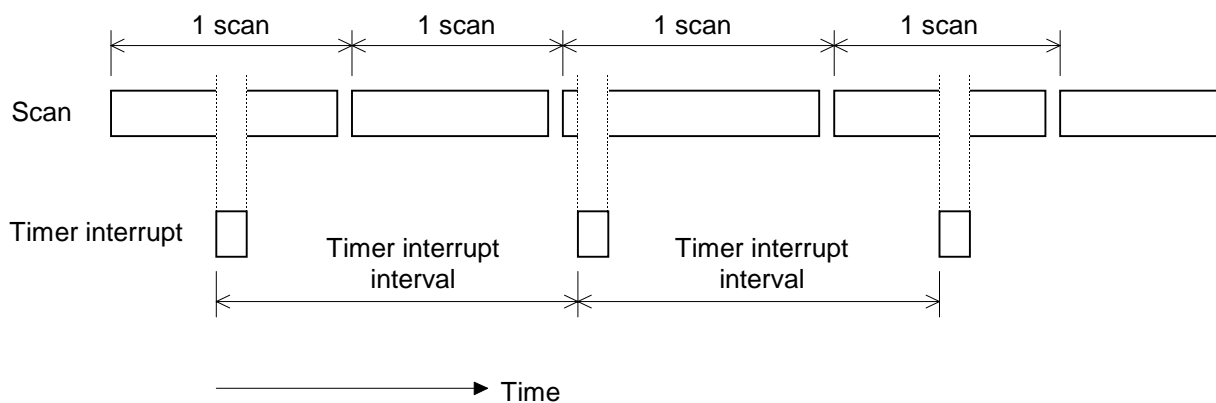 1 scan 1 scan 1 scan 1 scan
Scan
Timer interrupt
Timer interrupt
interval
Timer interrupt
interval
Time